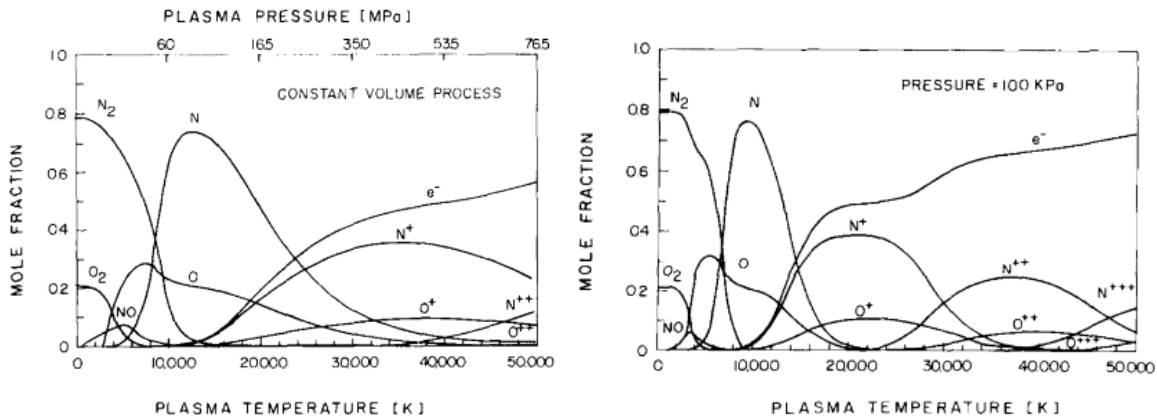 PLASMA PRESSURE [MPa]
60 165 350 535 765
1.0
0.8
0.6
0.4
0.2
0
MOLE FRACTION
CONSTANT VOLUME PROCESS
N2
N
e-
N+
O2
NO
O
O+
N++
O++
0 10,000 20,000 30,000 40,000 50,000
PLASMA TEMPERATURE [K]
1.0
0.8
0.6
0.4
0.2
0
MOLE FRACTION
PRESSURE = 100 KPa
N2
N
e-
N+
O2
NO
O
O+
N++
N+++
O++
O+++
0 10,000 20,000 30,000 40,000 50000
PLASMA TEMPERATURE [K]